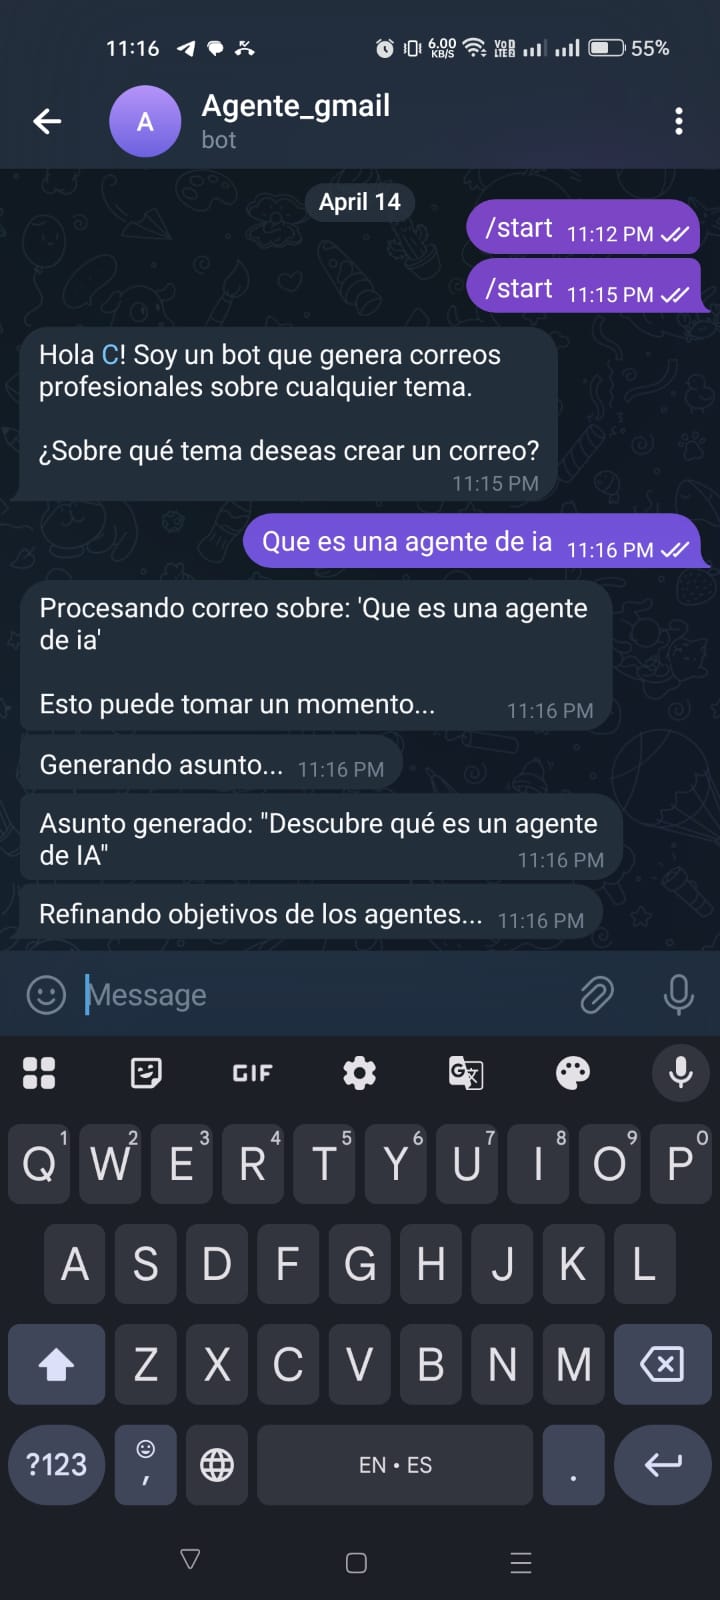 11:16 6.00 KB/S VoD LTE2 55%
A
Agente_gmail
bot
April 14
/start 11:12 PM
/start 11:15 PM
Hola C! Soy un bot que genera correos
profesionales sobre cualquier tema.
¿Sobre qué tema deseas crear un correo?
11:15 PM
Que es una agente de ia 11:16 PM
Procesando correo sobre: 'Que es una agente
de ia'
Esto puede tomar un momento... 11:16 PM
Generando asunto... 11:16 PM
Asunto generado: "Descubre qué es un agente
de IA" 11:16 PM
Refinando objetivos de los agentes... 11:16 PM
Message
GIF G
1 2 3 4 5 6 7 8 9 0
Q W E R T Y U I O P
A S D F G H J K L
Z X C V B N M
?123 , EN • ES .